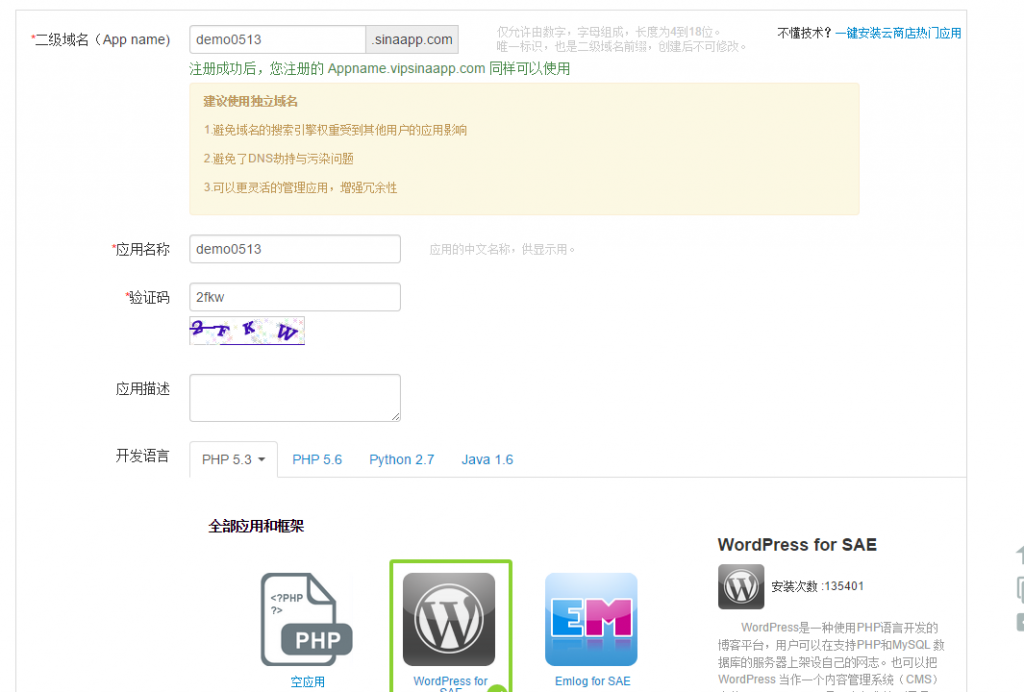 *二级域名（App name)
demo0513
.sinaapp.com
仅允许由数字，字母组成，长度为4到18位。
唯一标识，也是二级域名前缀，创建后不可修改。
不懂技术？一键安装云商店热门应用
注册成功后，您注册的 Appname.vipsinaapp.com 同样可以使用
建议使用独立域名
1.避免域名的搜索引擎权重受到其他用户的应用影响
2.避免了DNS劫持与污染问题
3.可以更灵活的管理应用，增强冗余性
*应用名称
demo0513
应用的中文名称，供显示用。
*验证码
2fkw
2 F K W
应用描述
开发语言
PHP 5.3
PHP 5.6
Python 2.7
Java 1.6
全部应用和框架
<?PHP
?>
PHP
空应用
WordPress for
SAE
EM
Emlog for SAE
WordPress for SAE
安装次数 :135401
WordPress是一种使用PHP语言开发的
博客平台，用户可以在支持PHP和MySQL 数
据库的服务器上架设自己的网志。也可以把
WordPress 当作一个内容管理系统（CMS）